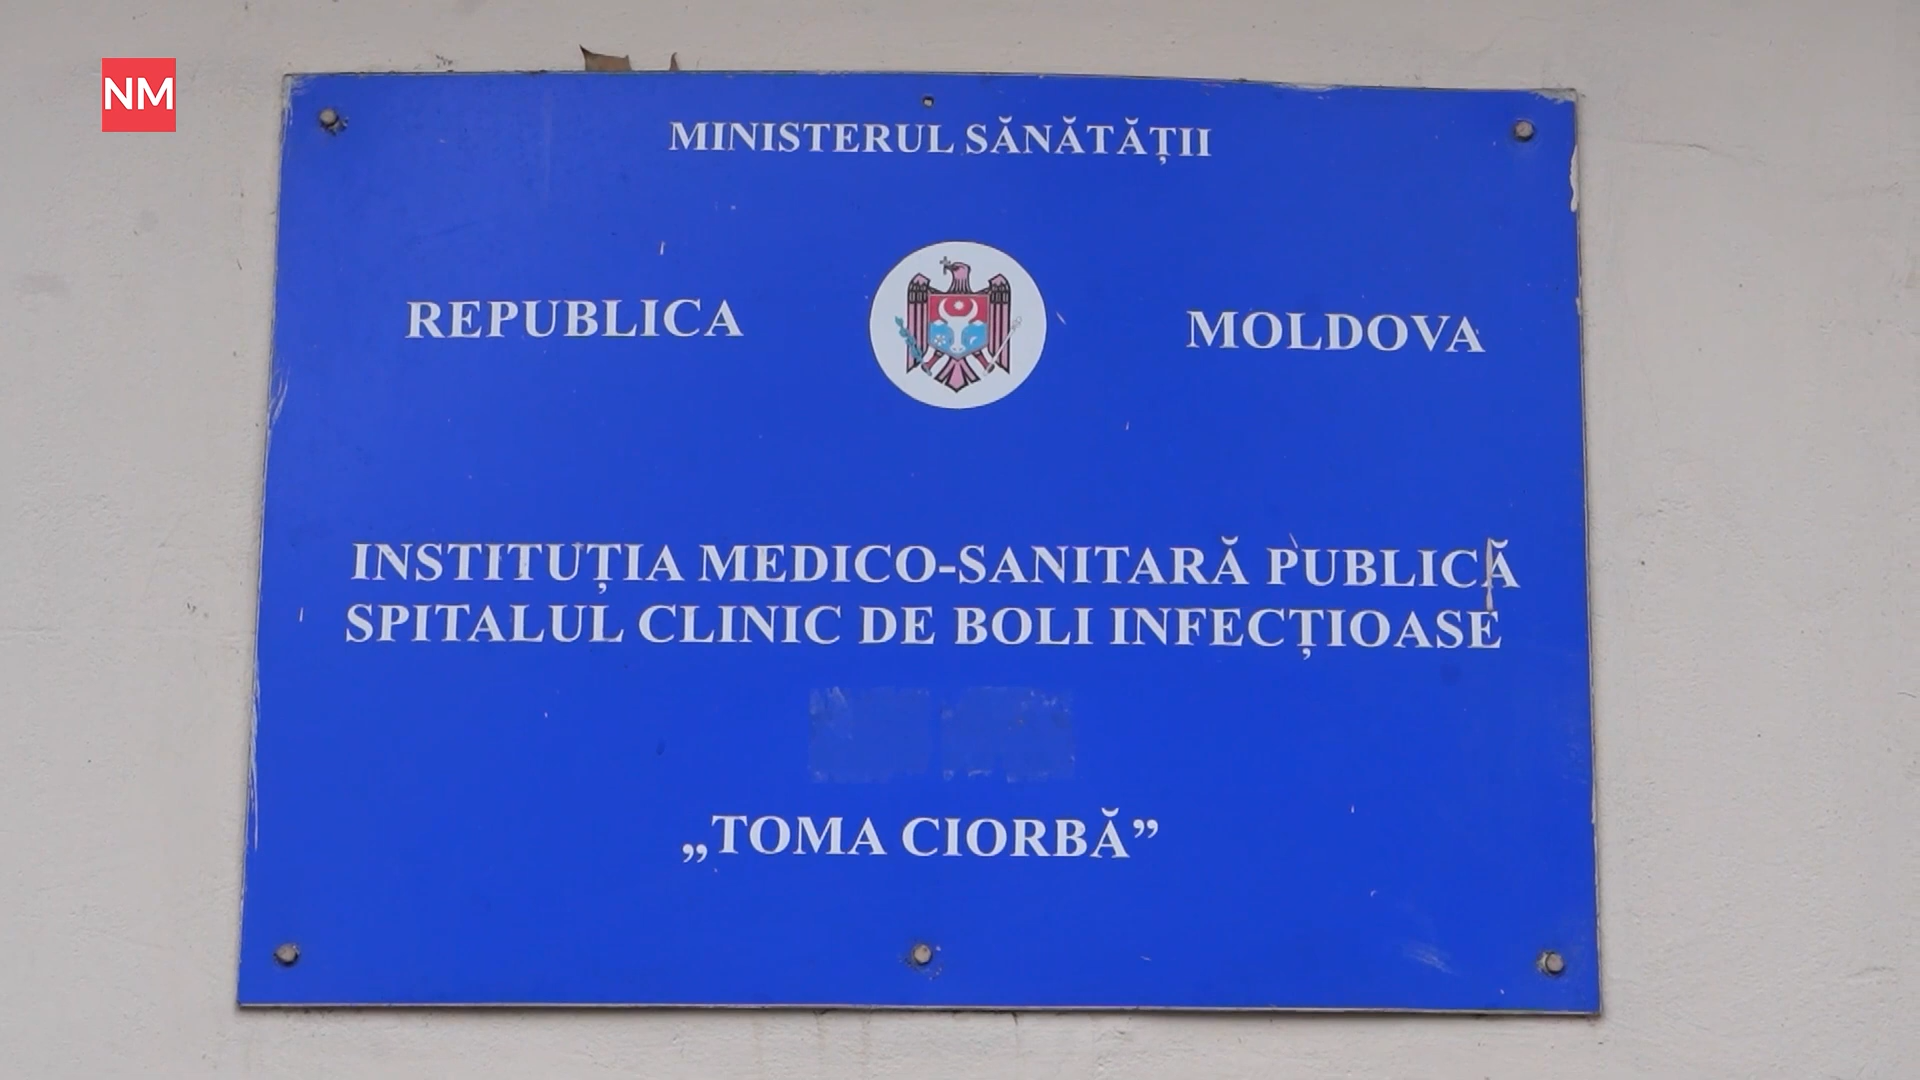 NM
MINISTERUL SĂNĂTĂȚII
REPUBLICA MOLDOVA
INSTITUȚIA MEDICO-SANITARĂ PUBLICĂ
SPITALUL CLINIC DE BOLI INFECȚIOASE
„TOMA CIORBĂ”